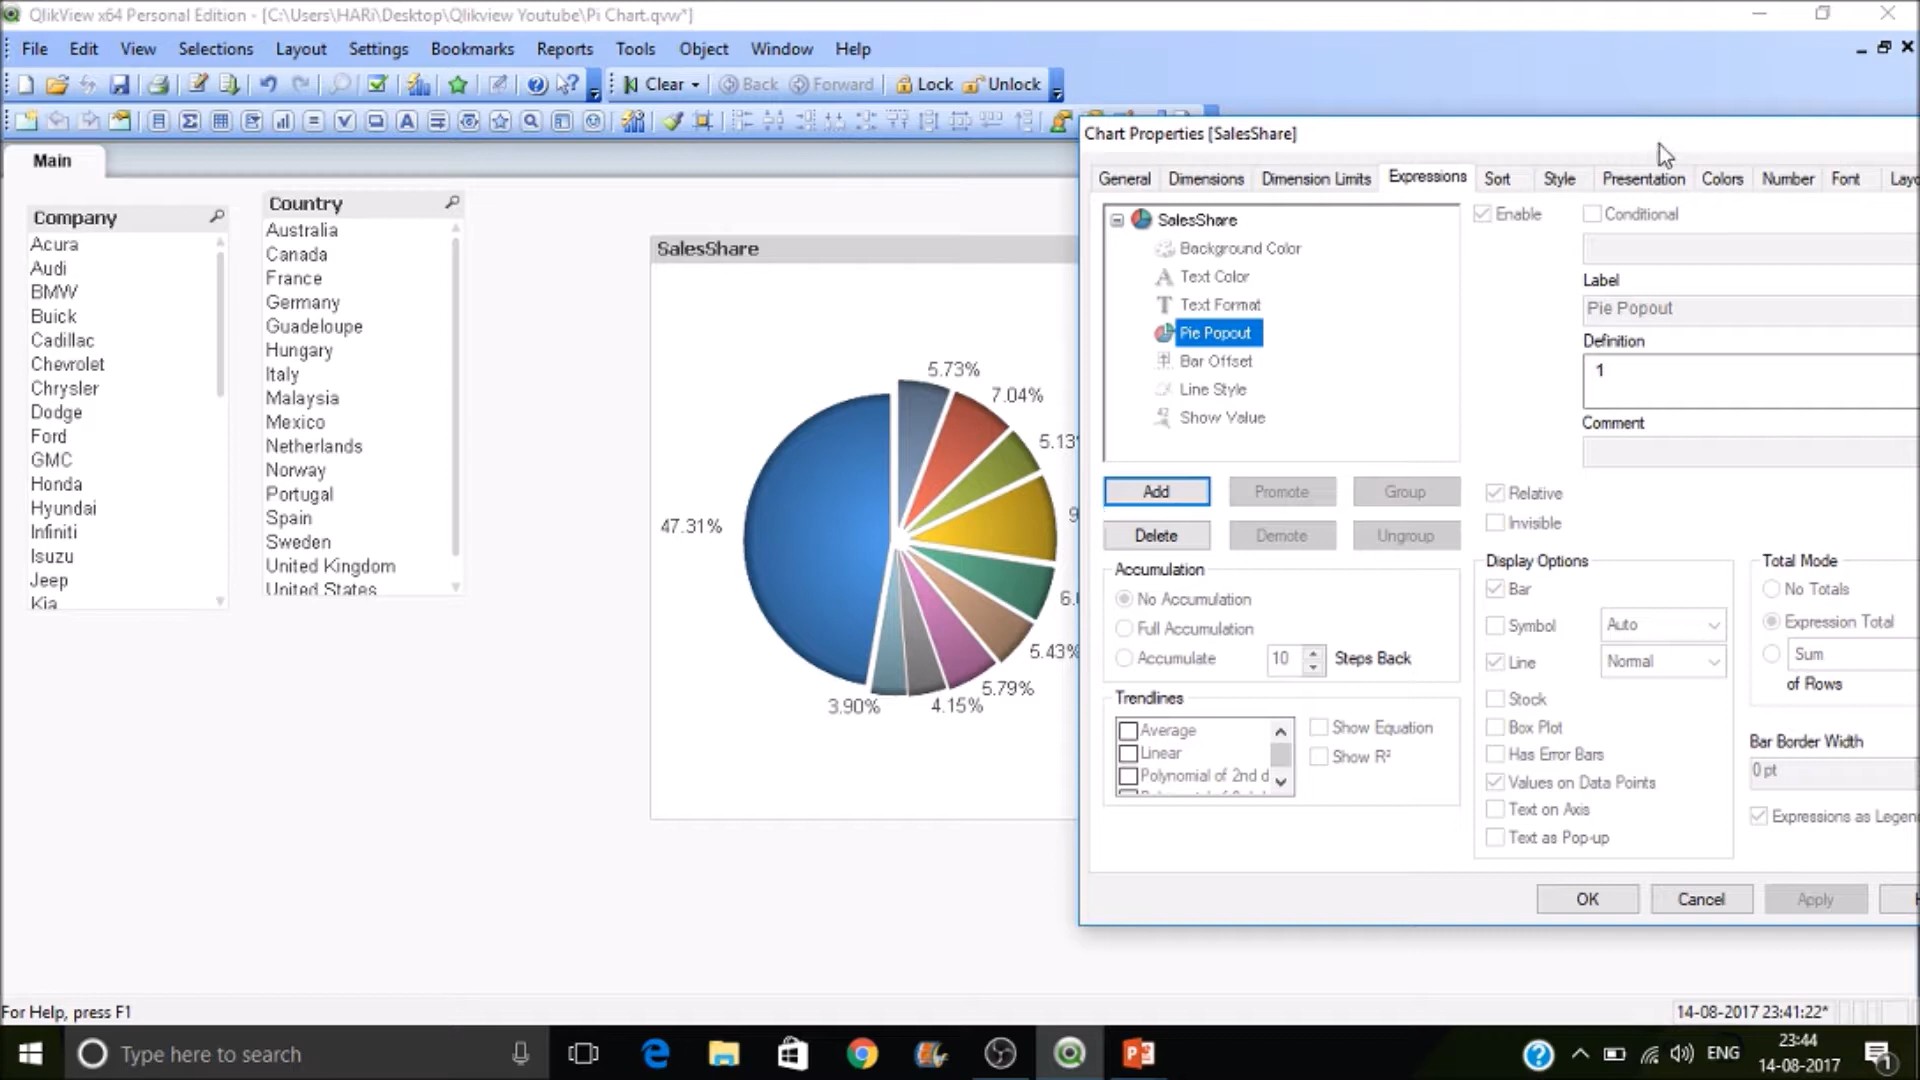 QlikView x64 Personal Edition - [C:\Users\HARi\Desktop\Qlikview Youtube\Pi Chart.qvw*]
File Edit View Selections Layout Settings Bookmarks Reports Tools Object Window Help
Clear Back Forward Lock Unlock
Main
Company
Acura
Audi
BMW
Buick
Cadillac
Chevrolet
Chrysler
Dodge
Ford
GMC
Honda
Hyundai
Infiniti
Isuzu
Jeep
Kia
Country
Australia
Canada
France
Germany
Guadeloupe
Hungary
Italy
Malaysia
Mexico
Netherlands
Norway
Portugal
Spain
Sweden
United Kingdom
United States
SalesShare
5.73%
7.04%
5.13%
9
6.
5.43%
5.79%
4.15%
3.90%
47.31%
Chart Properties [SalesShare]
General Dimensions Dimension Limits Expressions Sort Style Presentation Colors Number Font Layo
SalesShare
Background Color
Text Color
Text Format
Pie Popout
Bar Offset
Line Style
Show Value
Enable
Conditional
Label
Pie Popout
Definition
1
Comment
Add Promote Group
Delete Demote Ungroup
Relative
Invisible
Accumulation
No Accumulation
Full Accumulation
Accumulate 10 Steps Back
Trendlines
Average
Linear
Polynomial of 2nd d
Show Equation
Show R²
Display Options
Bar
Symbol Auto
Line Normal
Stock
Box Plot
Has Error Bars
Values on Data Points
Text on Axis
Text as Pop-up
Total Mode
No Totals
Expression Total
Sum
of Rows
Bar Border Width
0 pt
Expressions as Legen
OK Cancel Apply
For Help, press F1
14-08-2017 23:41:22*
Type here to search
ENG
23:44
14-08-2017
1